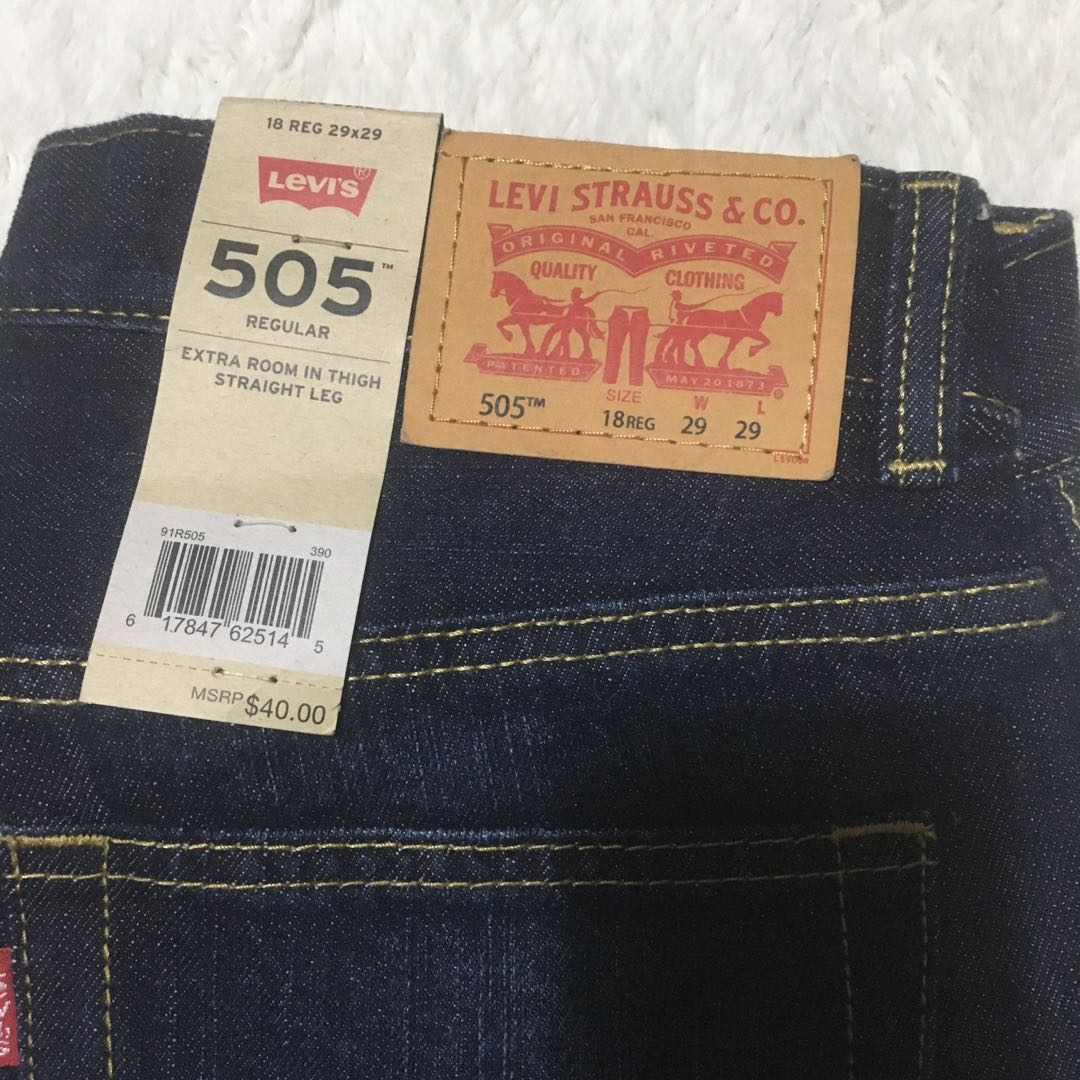 18 REG 29x29
LEVI'S®
505™
REGULAR
EXTRA ROOM IN THIGH
STRAIGHT LEG
91R505 390
6 17847 62514 5
MSRP $40.00
LEVI STRAUSS & CO.
SAN FRANCISCO
CAL.
ORIGINAL RIVETED
QUALITY CLOTHING
PATENTED MAY 20 1873 ®
SIZE W L
505™ 18 REG 29 29